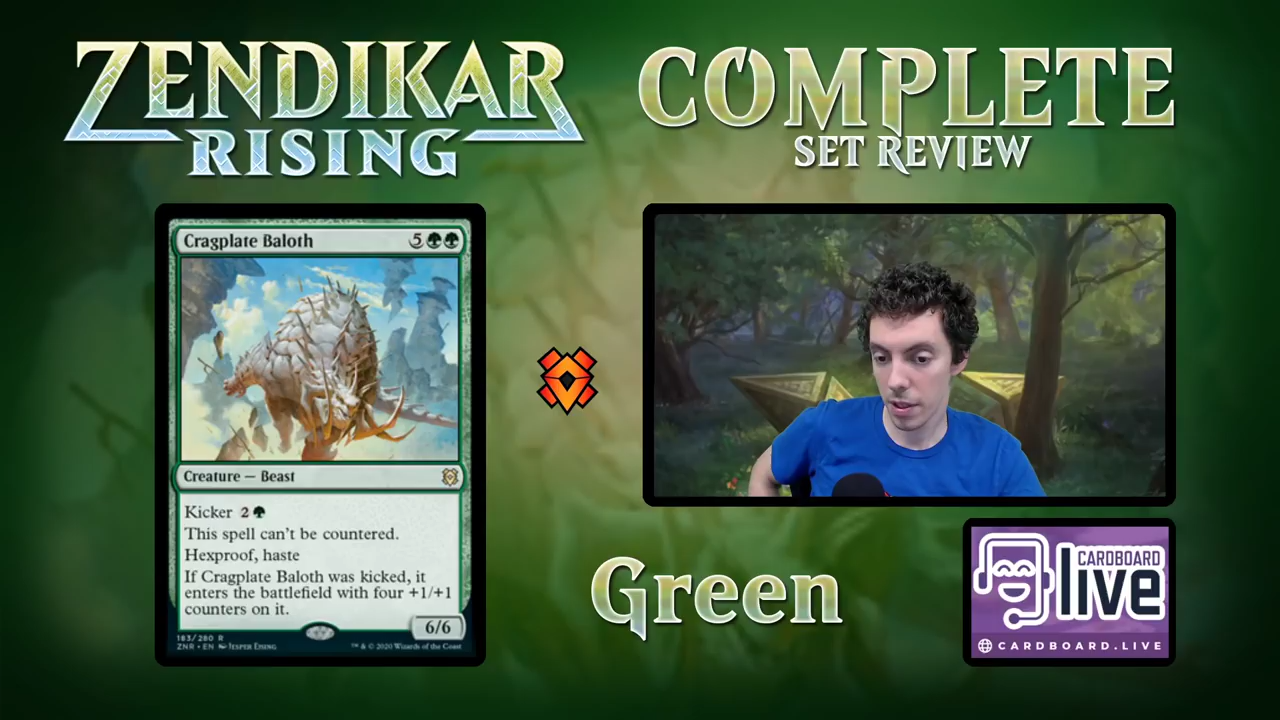 ZENDIKAR
RISING
COMPLETE
SET REVIEW
Cragplate Baloth 5
Creature — Beast
Kicker 2
This spell can't be countered.
Hexproof, haste
If Cragplate Baloth was kicked, it
enters the battlefield with four +1/+1
counters on it.
6/6
183/280 R
ZNR • EN Jesper Ejsing
™ & © 2020 Wizards of the Coast
Green
CARDBOARD
live
CARDBOARD.LIVE